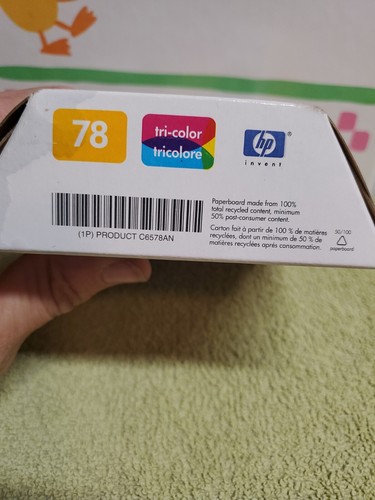 78
tri-color
tricolore
hp
®
invent
(1P) PRODUCT C6578AN
Paperboard made from 100%
total recycled content, minimum
50% post-consumer content.
Carton fait à partir de 100 % de matières
recyclées, dont un minimum de 50 % de
matières recyclées après consommation.
50/100
paperboard